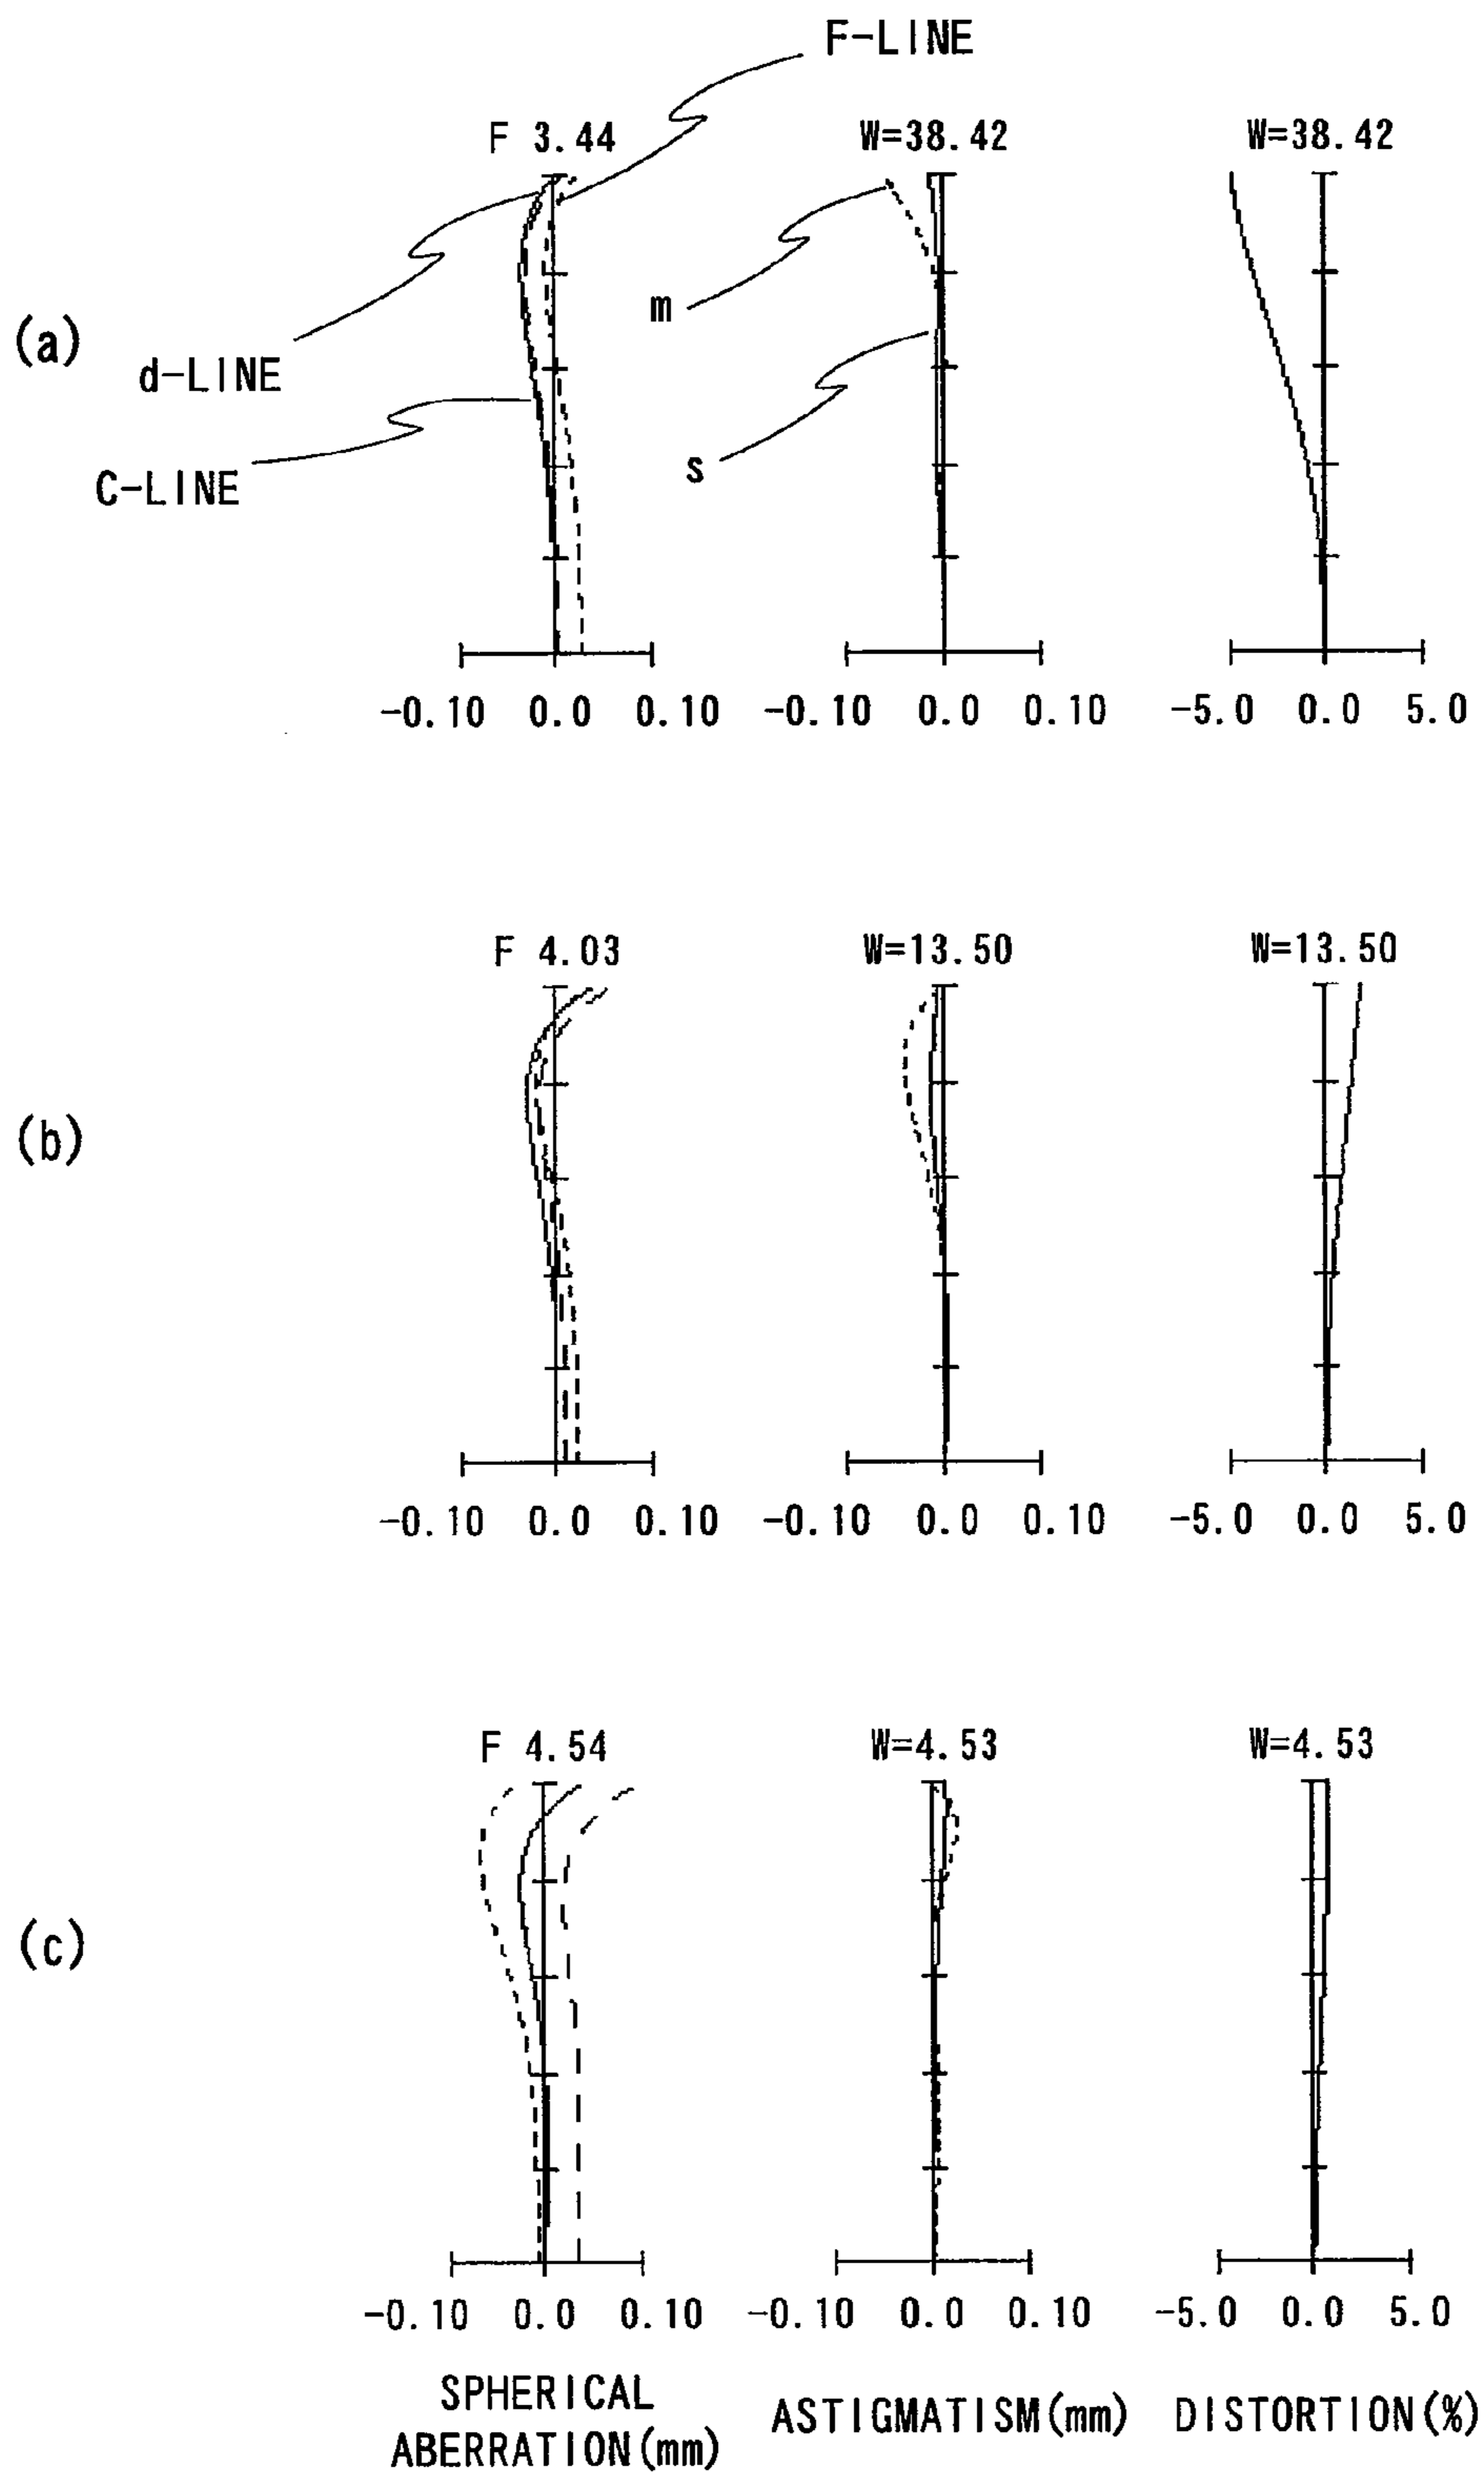 F-LINE
F 3.44 W=38.42 W=38.42
(a)
m
d-LINE
s
C-LINE
-0.10 0.0 0.10 -0.10 0.0 0.10 -5.0 0.0 5.0
F 4.03 W=13.50 W=13.50
(b)
-0.10 0.0 0.10 -0.10 0.0 0.10 -5.0 0.0 5.0
F 4.54 W=4.53 W=4.53
(c)
-0.10 0.0 0.10 -0.10 0.0 0.10 -5.0 0.0 5.0
SPHERICAL
ABERRATION(mm) ASTIGMATISM(mm) DISTORTION(%)